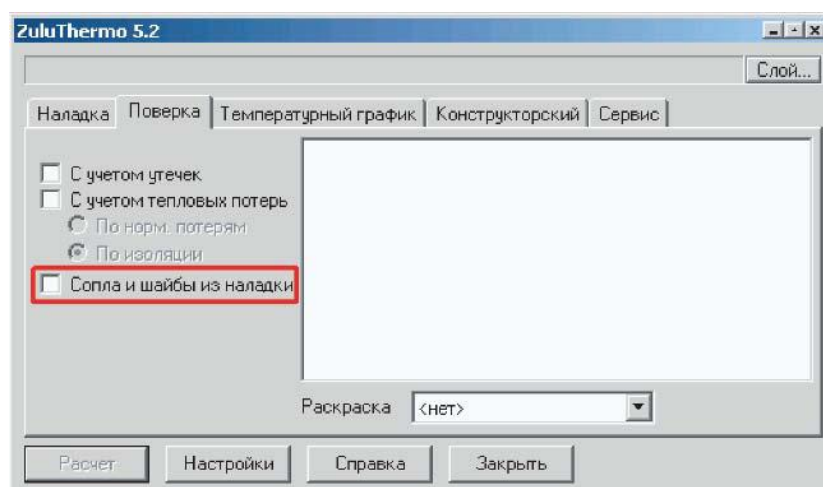 ZuluThermo 5.2
Слой...
Наладка Поверка Температурный график Конструкторский Сервис
С учетом утечек
С учетом тепловых потерь
По норм. потерям
По изоляции
Сопла и шайбы из наладки
Раскраска <нет>
Расчет Настройки Справка Закрыть